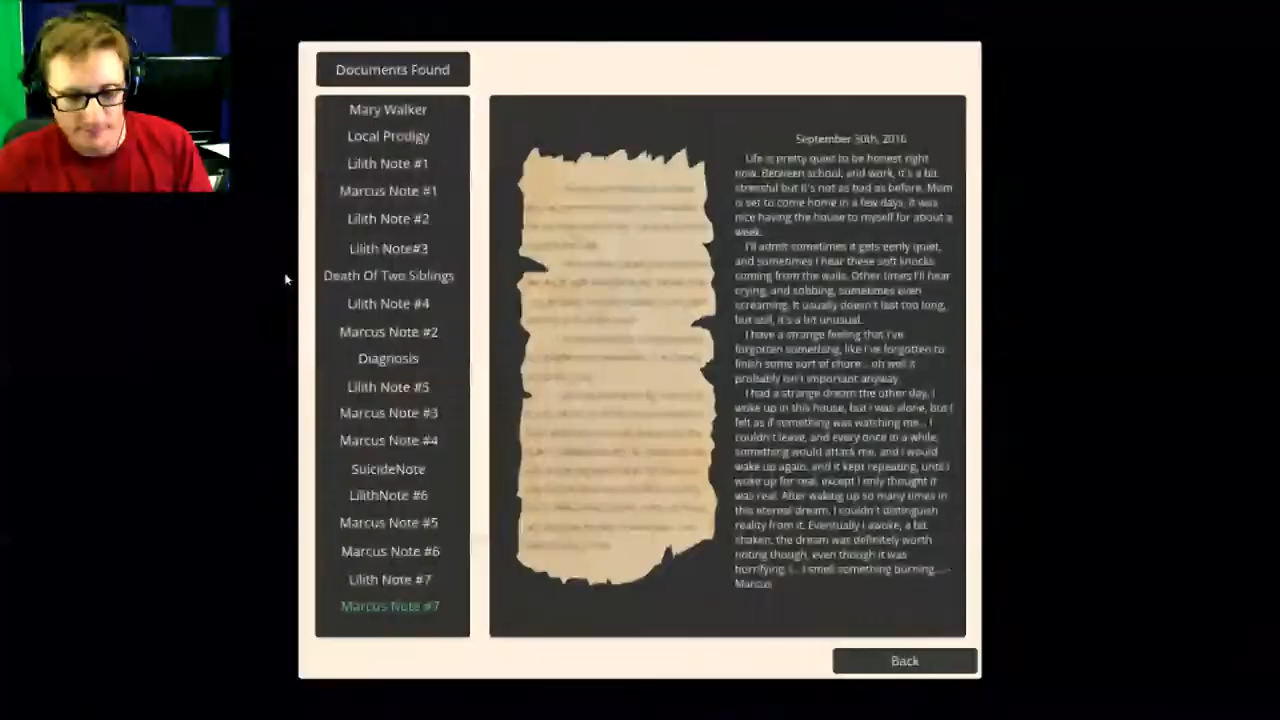 Documents Found
Mary Walker
Local Prodigy
Lilith Note #1
Marcus Note #1
Lilith Note #2
Lilith Note#3
Death Of Two Siblings
Lilith Note #4
Marcus Note #2
Diagnosis
Lilith Note #5
Marcus Note #3
Marcus Note #4
SuicideNote
LilithNote #6
Marcus Note #5
Marcus Note #6
Lilith Note #7
Marcus Note #7
September 30th, 2016
Life is pretty quiet to be honest right
now. Between school, and work, it's a bit
stressful but it's not as bad as before. Mom
is set to come home in a few days, it was
nice having the house to myself for about a
week.
I'll admit sometimes it gets eerily quiet,
and sometimes I hear these soft knocks
coming from the walls. Other times I'll hear
crying, and sobbing, sometimes even
screaming. It usually doesn't last too long,
but still, it's a bit unusual.
I have a strange feeling that I've
forgotten something, like I've forgotten to
finish some sort of chore... oh well it
probably isn't important anyway.
I had a strange dream the other day, I
woke up in this house, but I was alone, but I
felt as if something was watching me... I
couldn't leave, and every once in a while,
something would attack me, and I would
wake up again, and it kept repeating, until I
woke up for real, except I only thought it
was real. After waking up so many times in
this eternal dream, I couldn't distinguish
reality from it. Eventually I awoke, a bit
shaken, the dream was definitely worth
noting though, even though it was
horrifying. I... I smell something burning.... -
Marcus
Back